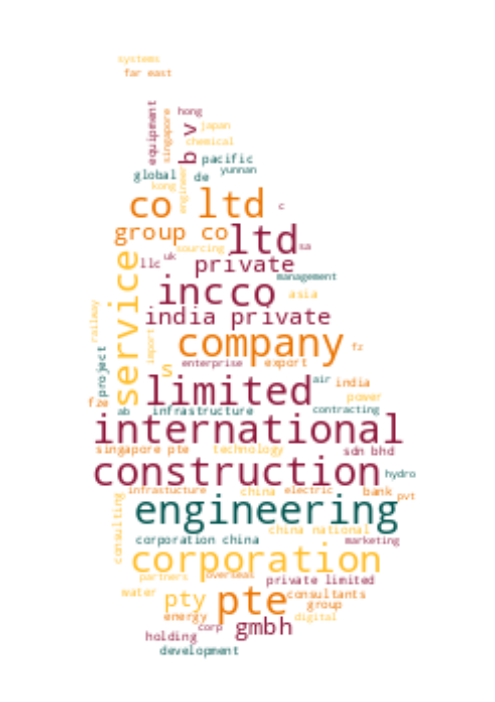 systems
far east
equipment
singapore
hong
b v
japan
chemical
pacific
yunnan
global
de
kong
engineer
co ltd
c
group co
ltd
sa
sourcing
uk
llc
private
management
service
incco
asia
india private
railway
import
company
fz
enterprise
export
project
s
limited
air
india
power
fze
ab
infrastructure
contracting
international
singapore pte
technology
sdn bhd
construction
hydro
infrastucture
china
electric
bank
pvt
consulting
engineering
china national
corporation china
marketing
corporation
partners
overseas
private limited
water
pty
pte
consultants
group
energy
digital
corp
gmbh
holding
development